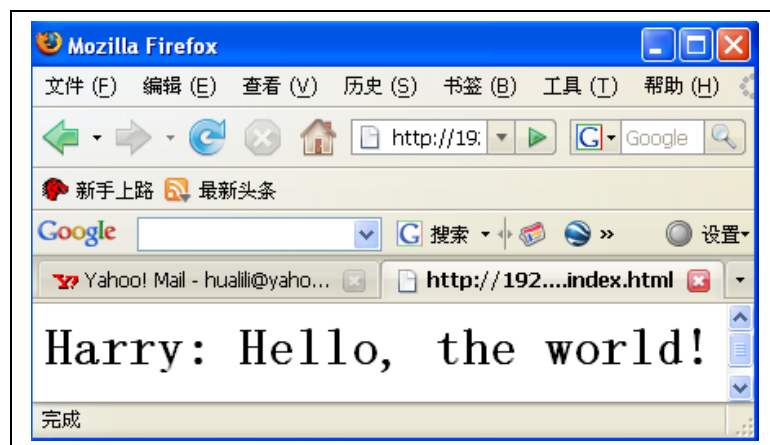 Mozilla Firefox
文件 (F) 编辑 (E) 查看 (V) 历史 (S) 书签 (B) 工具 (T) 帮助 (H)
http://19: G Google
新手上路 最新头条
Google G 搜索 » 设置
Yahoo! Mail - hualili@yaho... http://192....index.html
Harry: Hello, the world!
完成